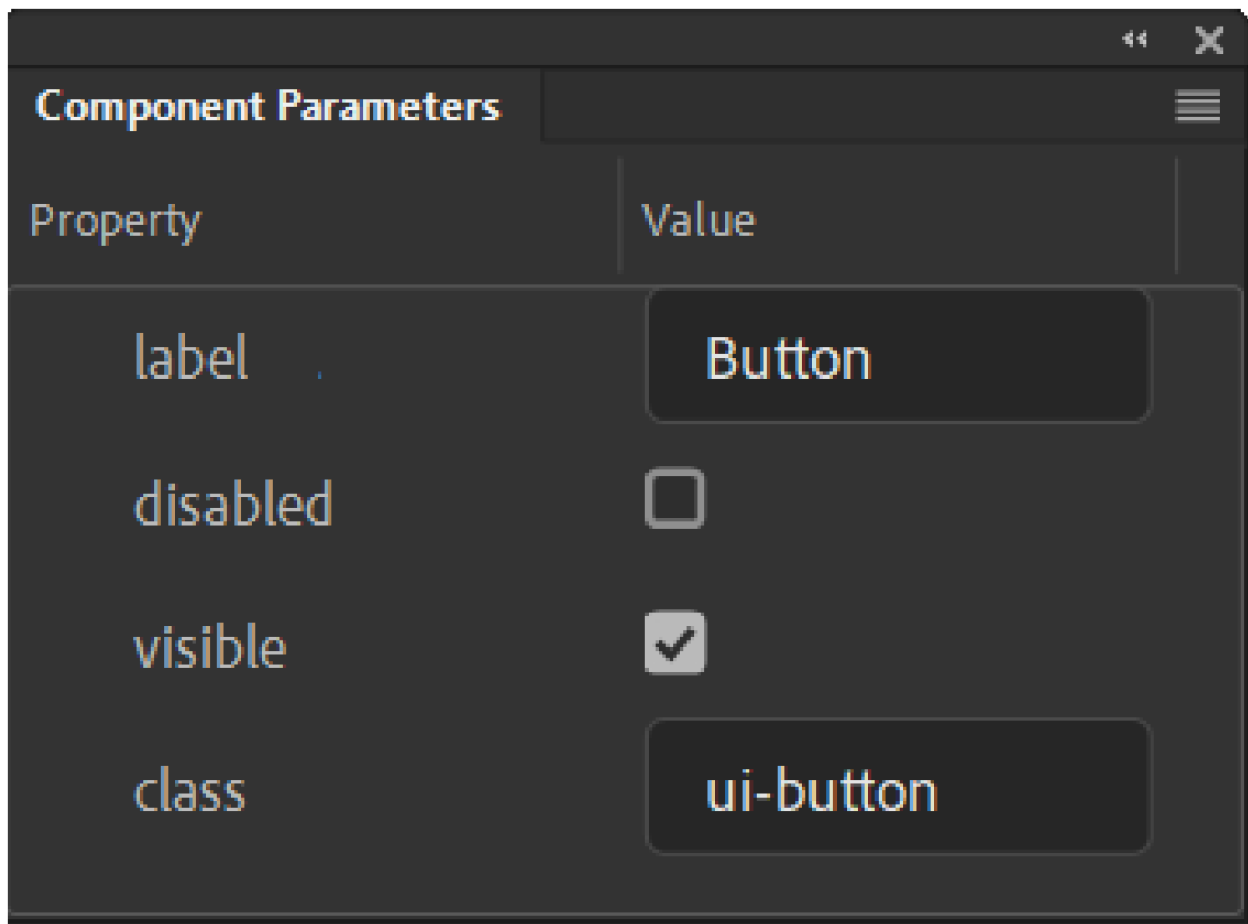 Component Parameters
Property Value
label Button
disabled
visible
class ui-button